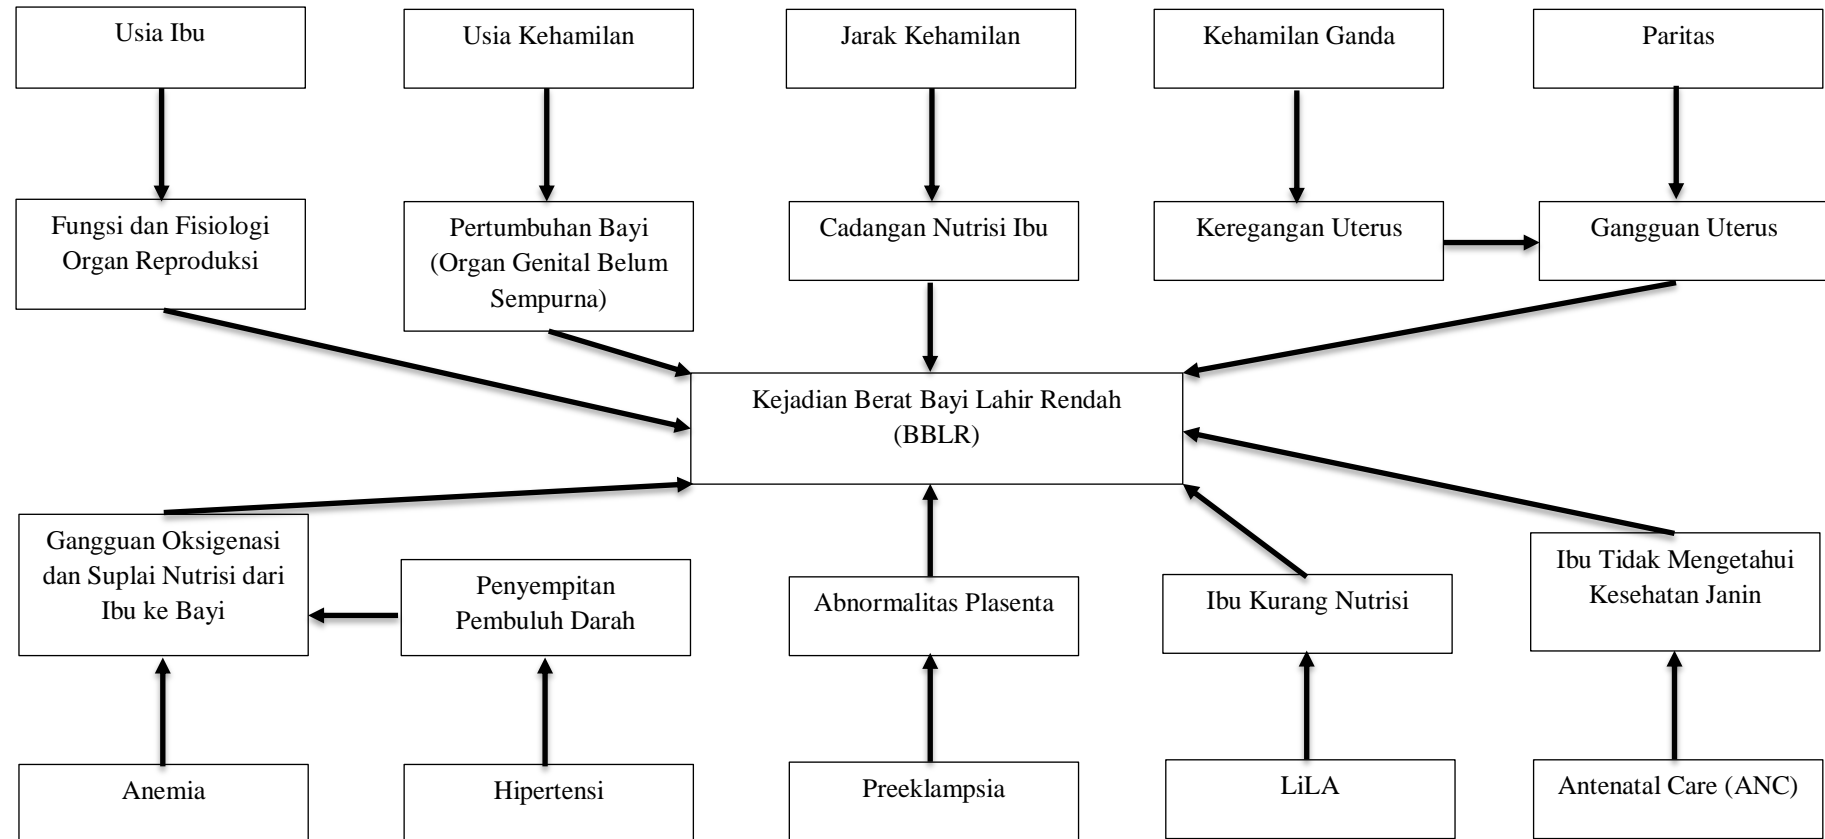 Usia Ibu
Usia Kehamilan
Jarak Kehamilan
Kehamilan Ganda
Paritas
Fungsi dan Fisiologi
Organ Reproduksi
Pertumbuhan Bayi
(Organ Genital Belum
Sempurna)
Cadangan Nutrisi Ibu
Keregangan Uterus
Gangguan Uterus
Kejadian Berat Bayi Lahir Rendah
(BBLR)
Gangguan Oksigenasi
dan Suplai Nutrisi dari
Ibu ke Bayi
Penyempitan
Pembuluh Darah
Abnormalitas Plasenta
Ibu Kurang Nutrisi
Ibu Tidak Mengetahui
Kesehatan Janin
Anemia
Hipertensi
Preeklampsia
LiLA
Antenatal Care (ANC)